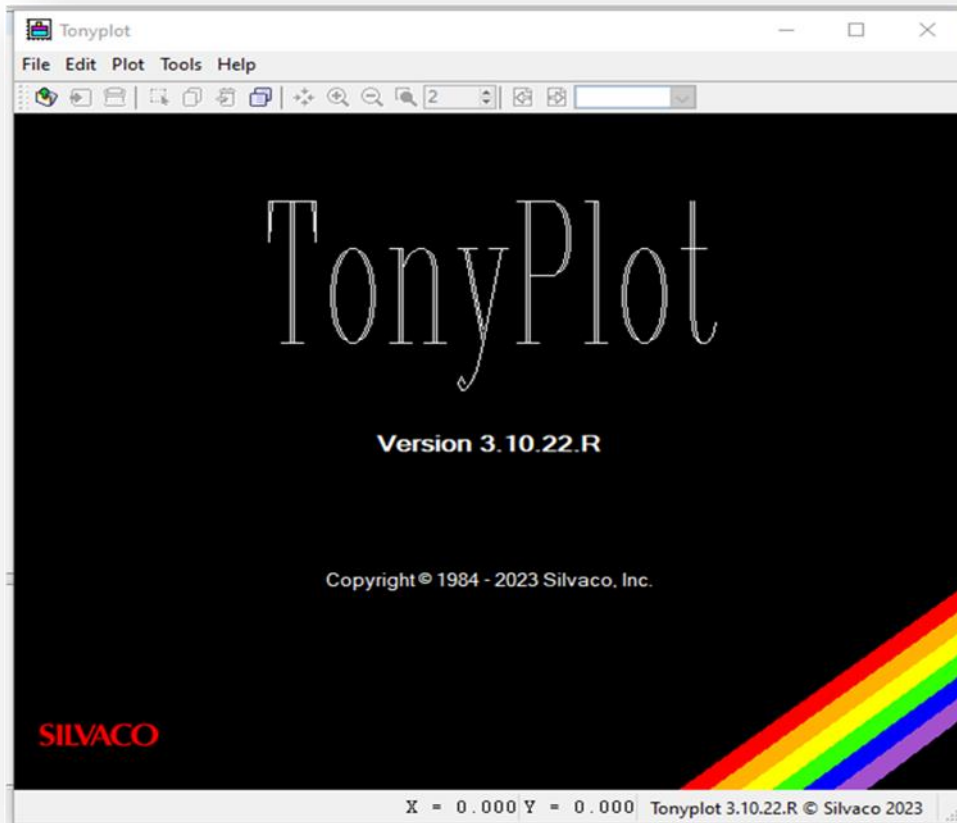 Tonyplot
File Edit Plot Tools Help
2
TonyPlot
Version 3.10.22.R
Copyright© 1984 - 2023 Silvaco, Inc.
SILVACO
X = 0.000 Y = 0.000 Tonyplot 3.10.22.R © Silvaco 2023